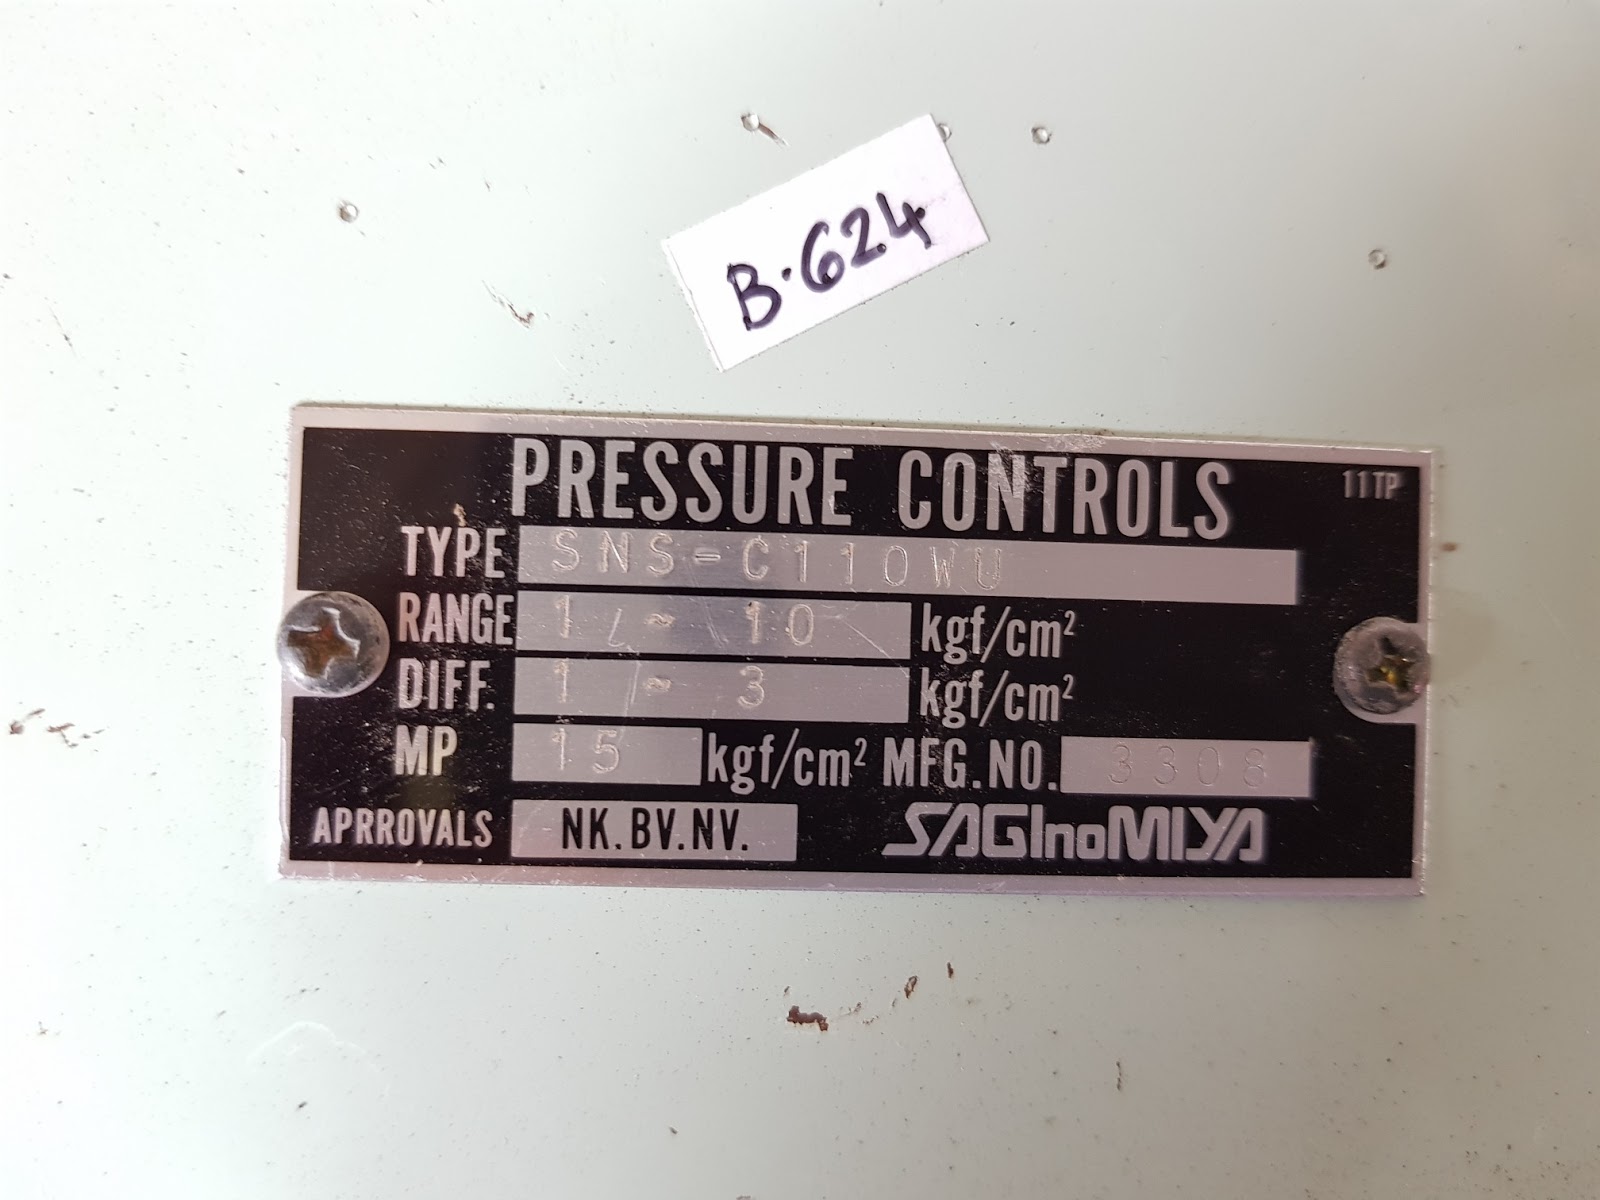 B.624
PRESSURE CONTROLS 11TP
TYPE SNS-C110WU
RANGE 1 ~ 10 kgf/cm²
DIFF. 1 ~ 3 kgf/cm²
MP 15 kgf/cm² MFG.NO. 3308
APRROVALS NK.BV.NV. SAGInoMIYA